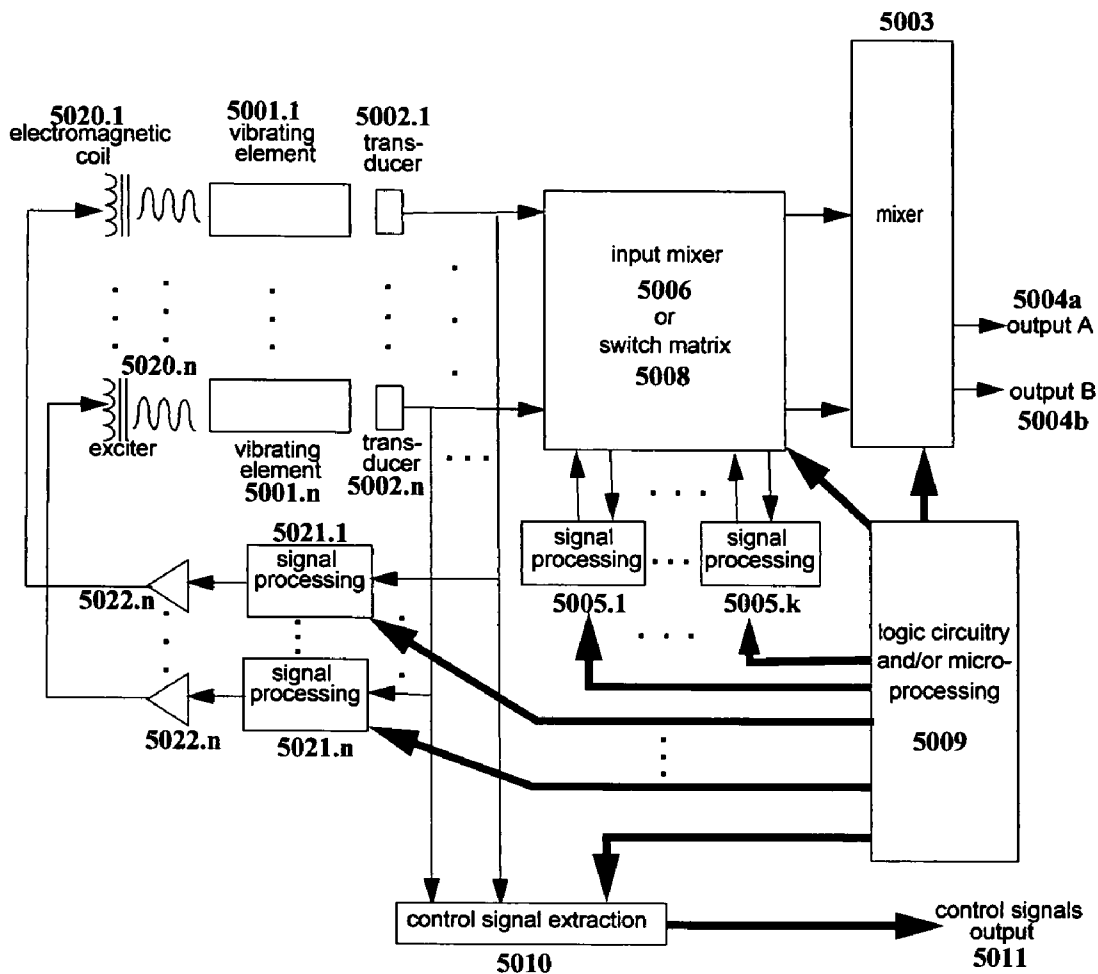 5003
5020.1
electromagnetic
coil
5001.1
vibrating
element
5002.1
trans-
ducer
mixer
input mixer
5006
or
switch matrix
5008
5004a
output A
output B
5004b
5020.n
exciter
vibrating
element
5001.n
trans-
ducer
5002.n
5021.1
signal
processing
5022.n
signal
processing
5005.1
signal
processing
5005.k
signal
processing
5021.n
5022.n
logic circuitry
and/or micro-
processing
5009
control signal extraction
5010
control signals
output
5011